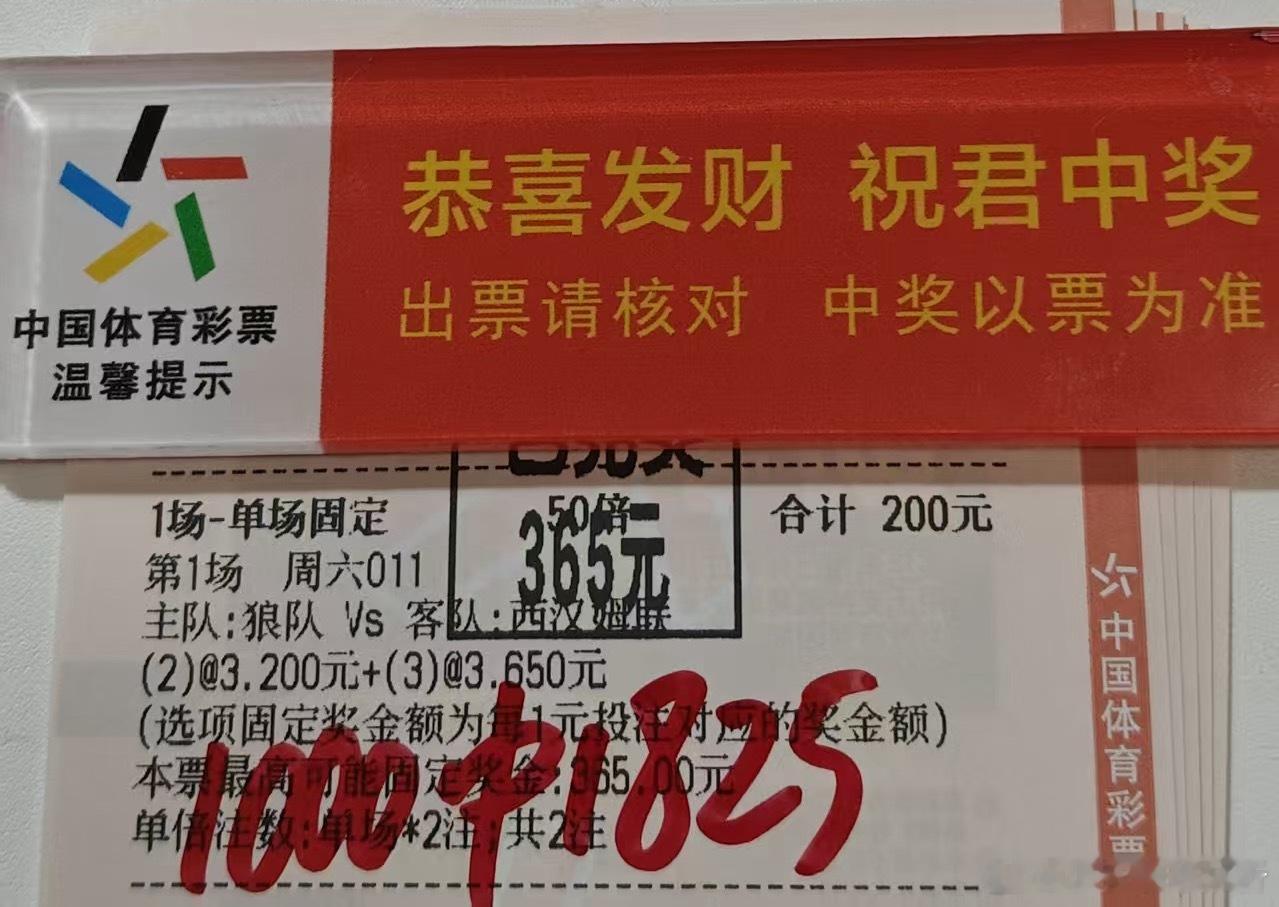 恭喜发财 祝君中奖
出票请核对 中奖以票为准
中国体育彩票
温馨提示
1场-单场固定 50倍 合计 200元
365元
第1场 周六011
主队:狼队 Vs 客队:西汉姆联
(2)@3.200元+(3)@3.650元
(选项固定奖金额为每1元投注对应的奖金额)
本票最高可能固定奖金:365.00元
单倍注数:单场*2注;共2注
1000中1825
中国体育彩票